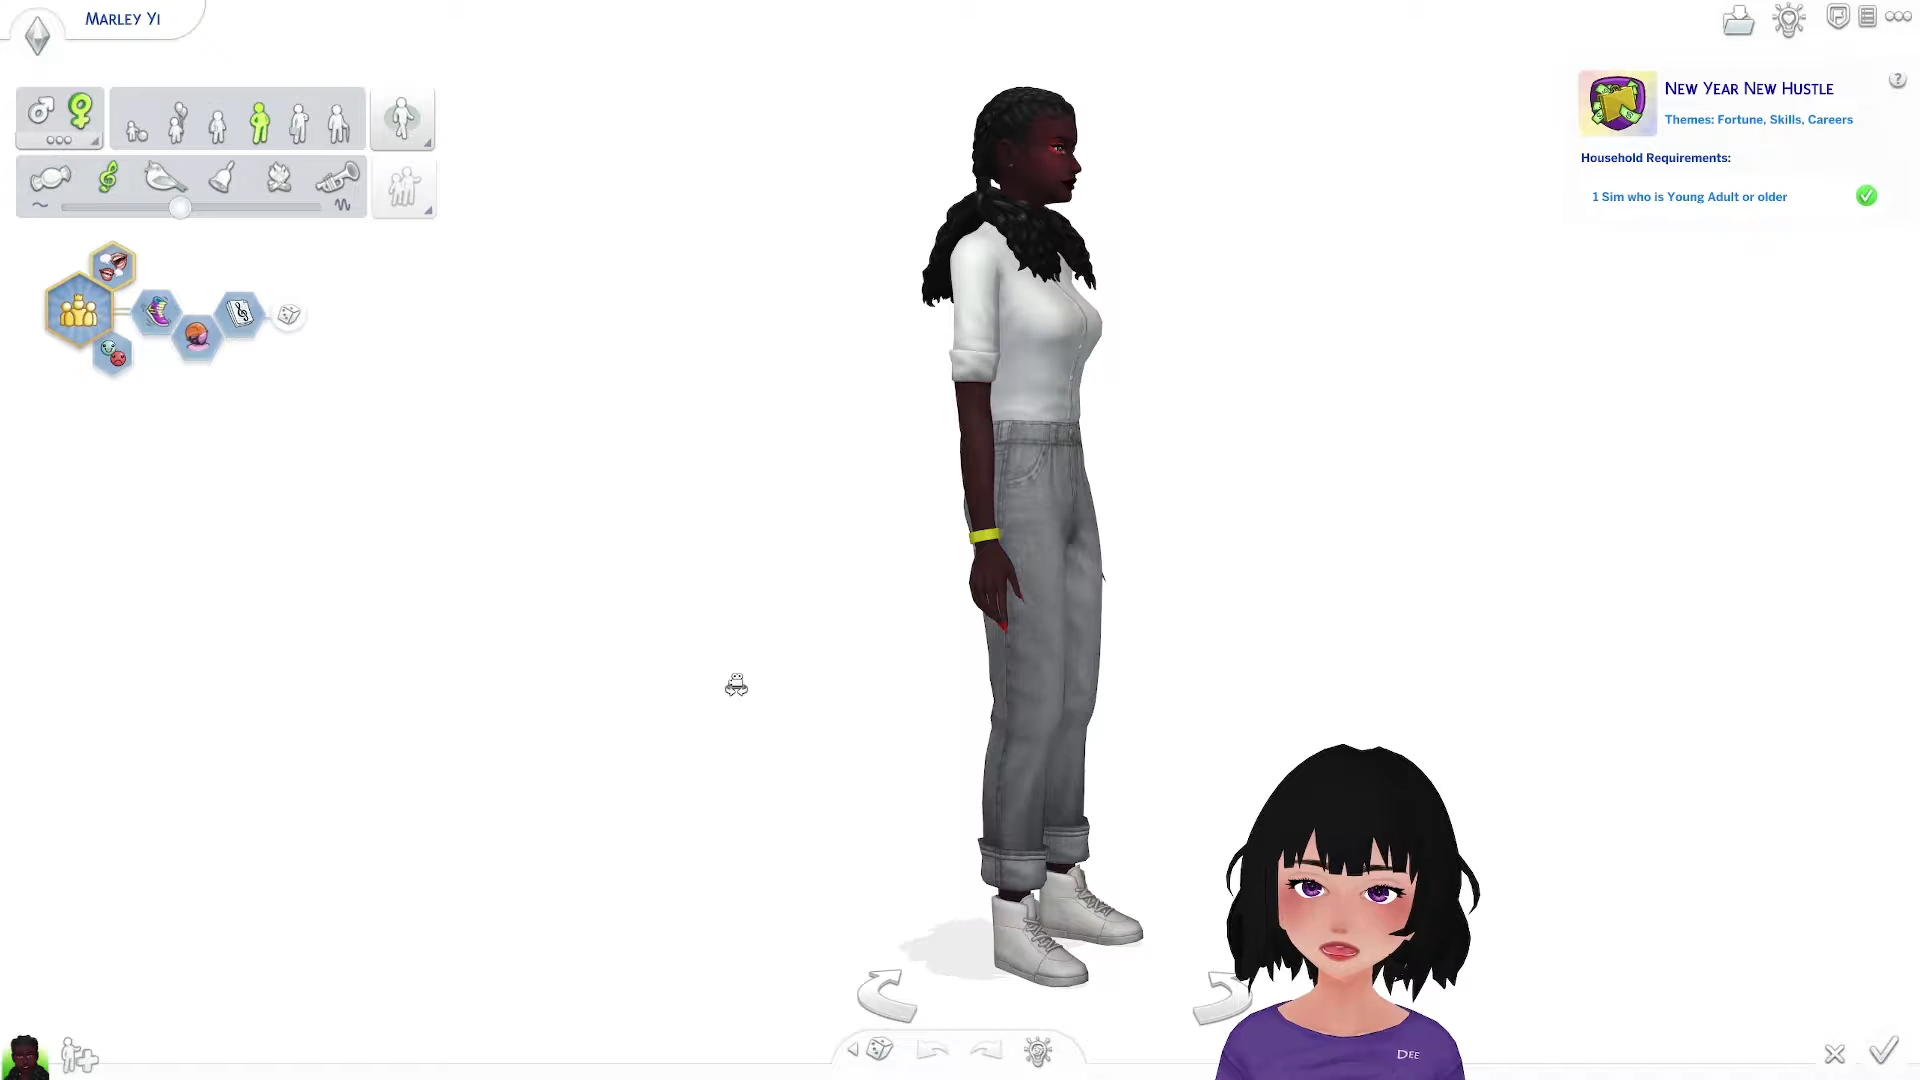 Marley Yi
New Year New Hustle
Themes: Fortune, Skills, Careers
Household Requirements:
1 Sim who is Young Adult or older
?
Dee